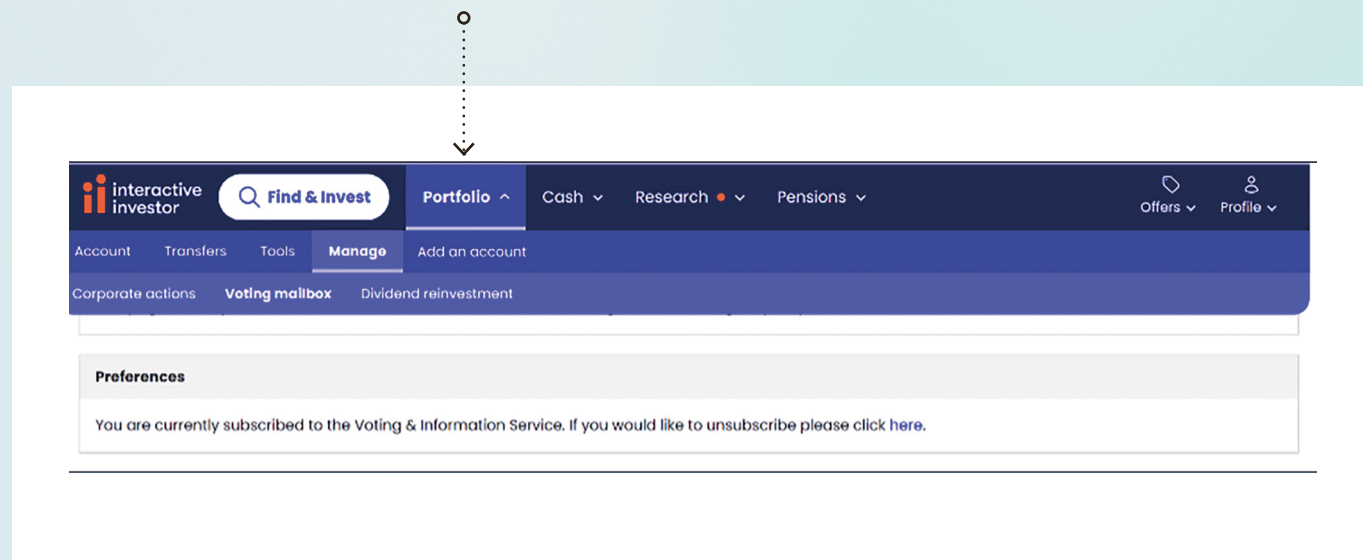 interactive
investor
Find & Invest
Portfolio
Cash
Research
Pensions
Offers
Profile
Account Transfers Tools Manage Add an account
Corporate actions Voting mailbox Dividend reinvestment
Preferences
You are currently subscribed to the Voting & Information Service. If you would like to unsubscribe please click here.